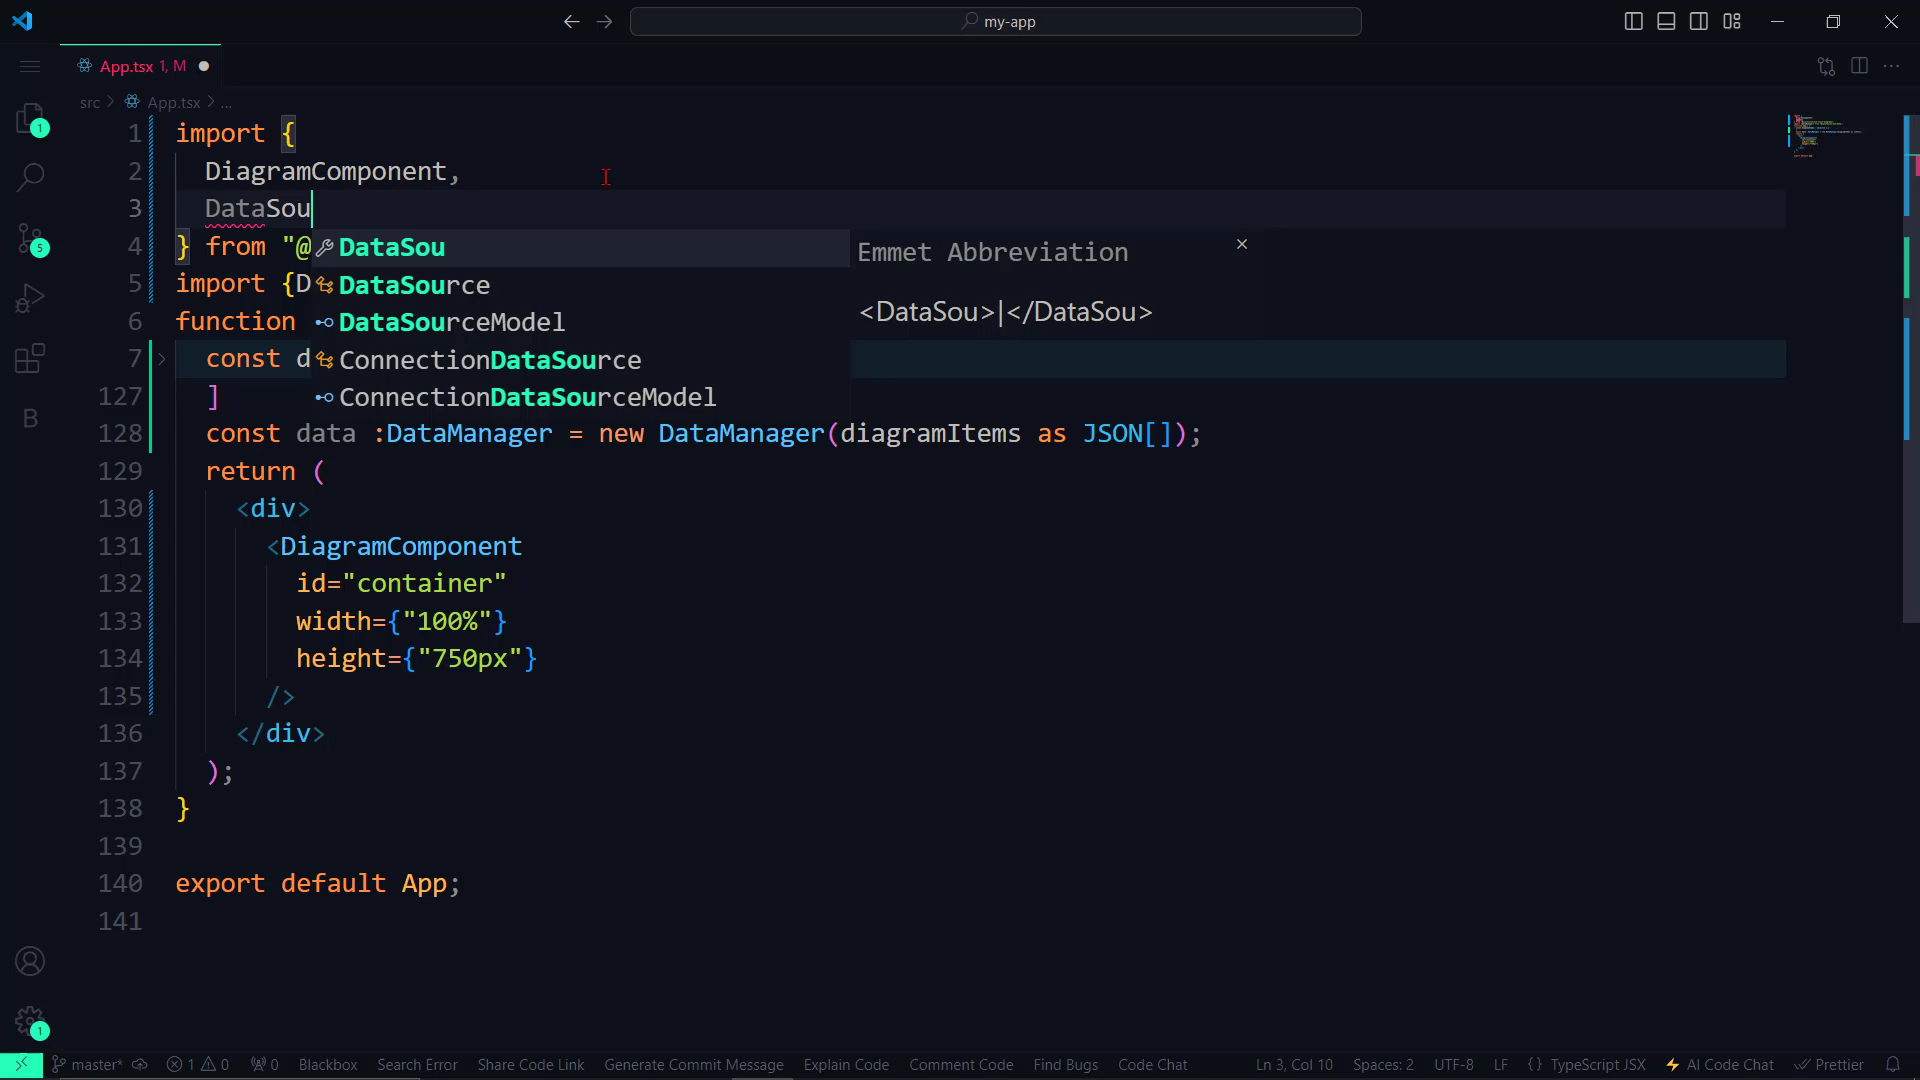 my-app
App.tsx 1, M
src > App.tsx > ...
1 import {
2 DiagramComponent,
3 DataSou
4 } from "@
5 import {D
6 function
7 const d
DataSou
DataSource
DataSourceModel
ConnectionDataSource
ConnectionDataSourceModel
Emmet Abbreviation
<DataSou>|</DataSou>
127 ]
128 const data :DataManager = new DataManager(diagramItems as JSON[]);
129 return (
130 <div>
131 <DiagramComponent
132 id="container"
133 width={"100%"}
134 height={"750px"}
135 />
136 </div>
137 );
138 }
139
140 export default App;
141
1
5
B
1
master* 1 0 0 Blackbox Search Error Share Code Link Generate Commit Message Explain Code Comment Code Find Bugs Code Chat Ln 3, Col 10 Spaces: 2 UTF-8 LF {} TypeScript JSX AI Code Chat Prettier